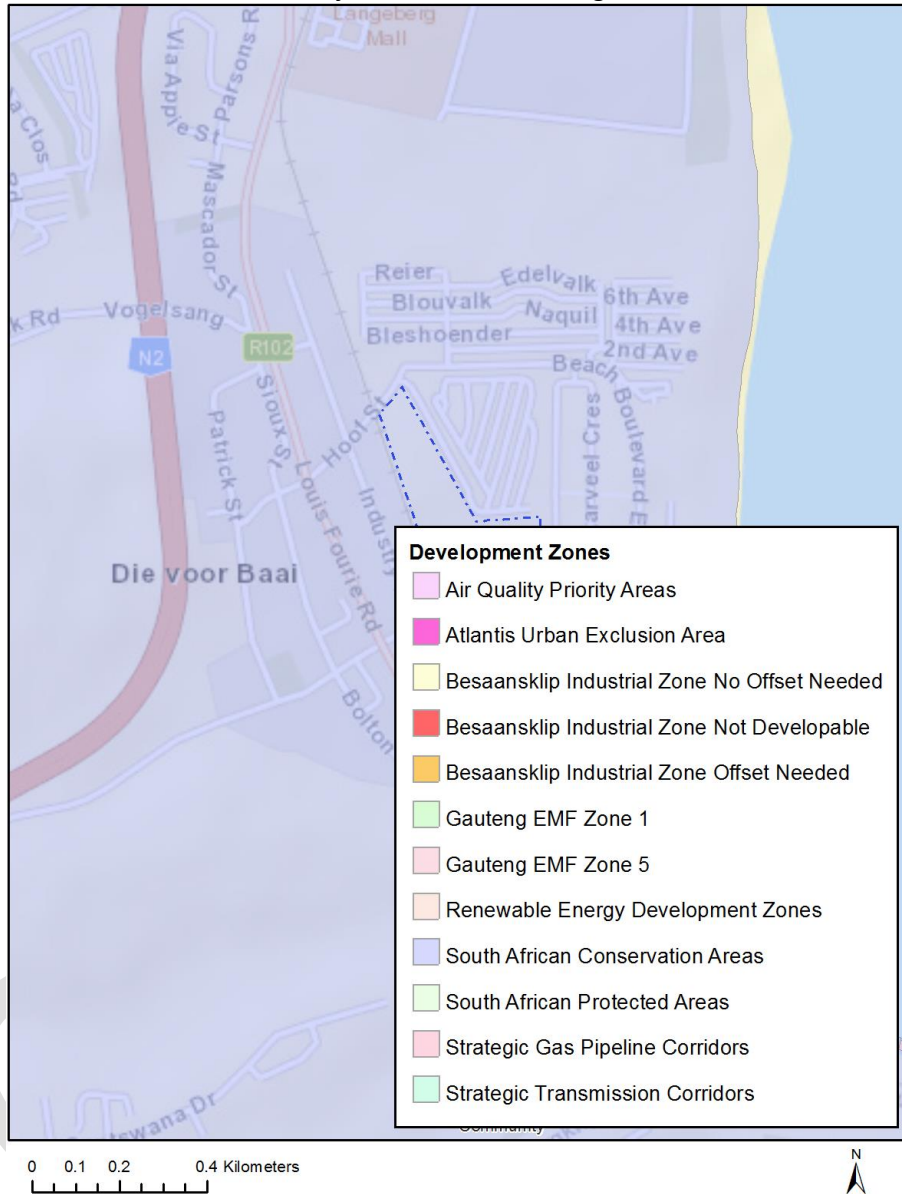 Langeberg
Mall
Via Apple St
Parsons R
Mascador St
k Rd
Vogelsang
N2
R102
Reier
Edelvalk
Blouvalk
Naquil
6th Ave
Bleshoender
4th Ave
2nd Ave
Beach
Boulevard E
arveel Cres
Sioux St
Hoot St
Patrick St
Louis Fourie Rd
Industry
Die voor Baai
Bolton
tswana Dr
Development Zones
Air Quality Priority Areas
Atlantis Urban Exclusion Area
Besaansklip Industrial Zone No Offset Needed
Besaansklip Industrial Zone Not Developable
Besaansklip Industrial Zone Offset Needed
Gauteng EMF Zone 1
Gauteng EMF Zone 5
Renewable Energy Development Zones
South African Conservation Areas
South African Protected Areas
Strategic Gas Pipeline Corridors
Strategic Transmission Corridors
0 0.1 0.2 0.4 Kilometers
N